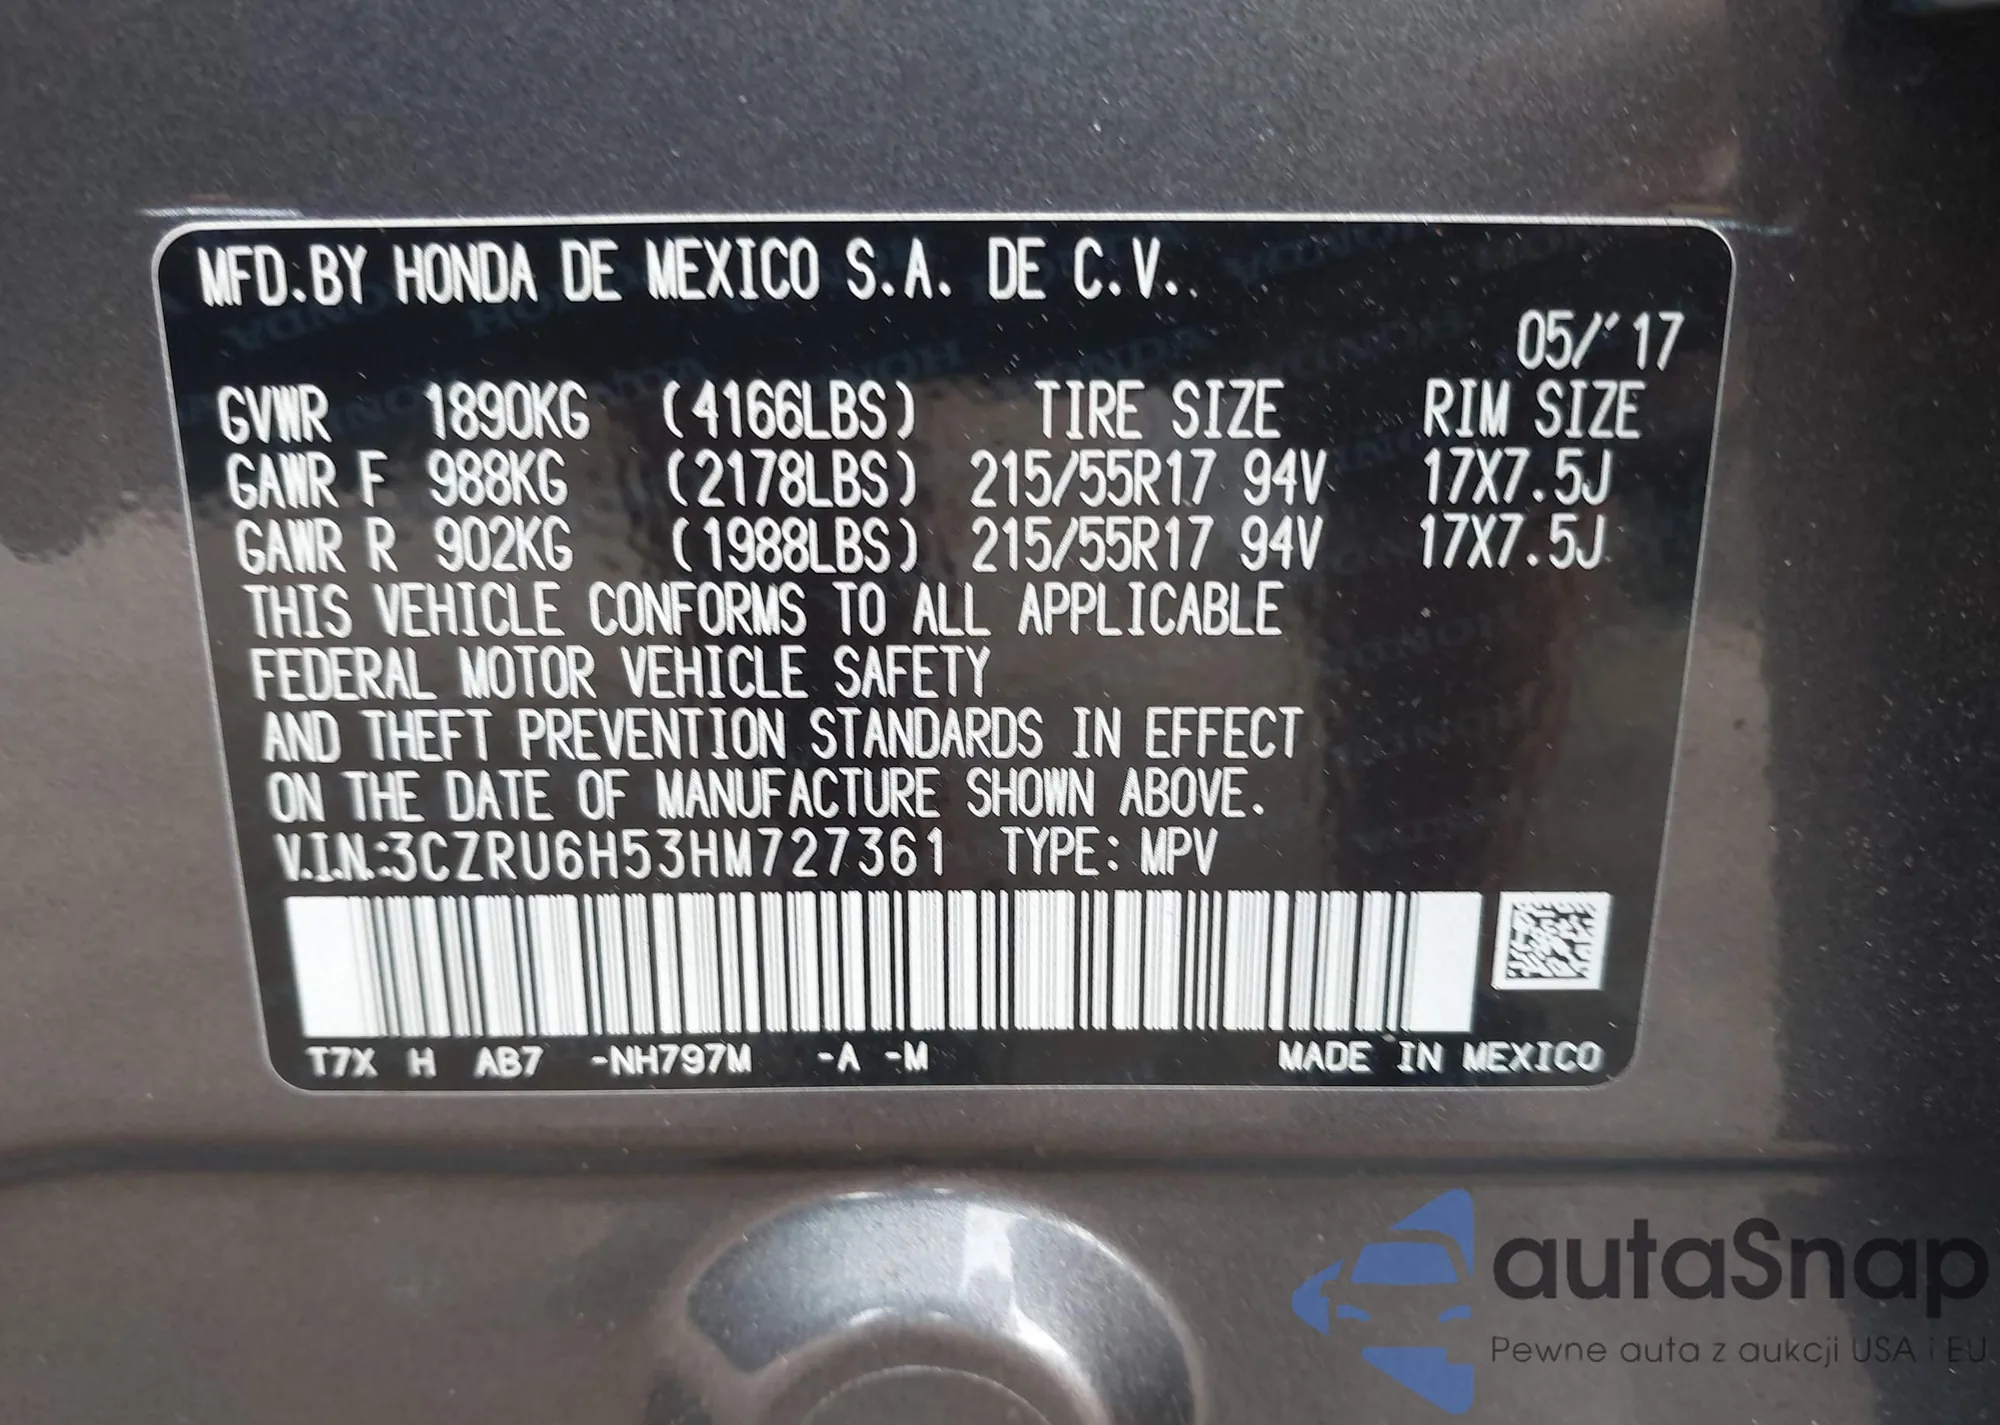 MFD.BY HONDA DE MEXICO S.A. DE C.V.
05/'17
GVWR 1890KG (4166LBS) TIRE SIZE RIM SIZE
GAWR F 988KG (2178LBS) 215/55R17 94V 17X7.5J
GAWR R 902KG (1988LBS) 215/55R17 94V 17X7.5J
THIS VEHICLE CONFORMS TO ALL APPLICABLE
FEDERAL MOTOR VEHICLE SAFETY
AND THEFT PREVENTION STANDARDS IN EFFECT
ON THE DATE OF MANUFACTURE SHOWN ABOVE.
V.I.N.:3CZRU6H53HM727361 TYPE: MPV
T7X H AB7 -NH797M -A -M MADE IN MEXICO
autaSnap
Pewne auta z aukcji USA i EU